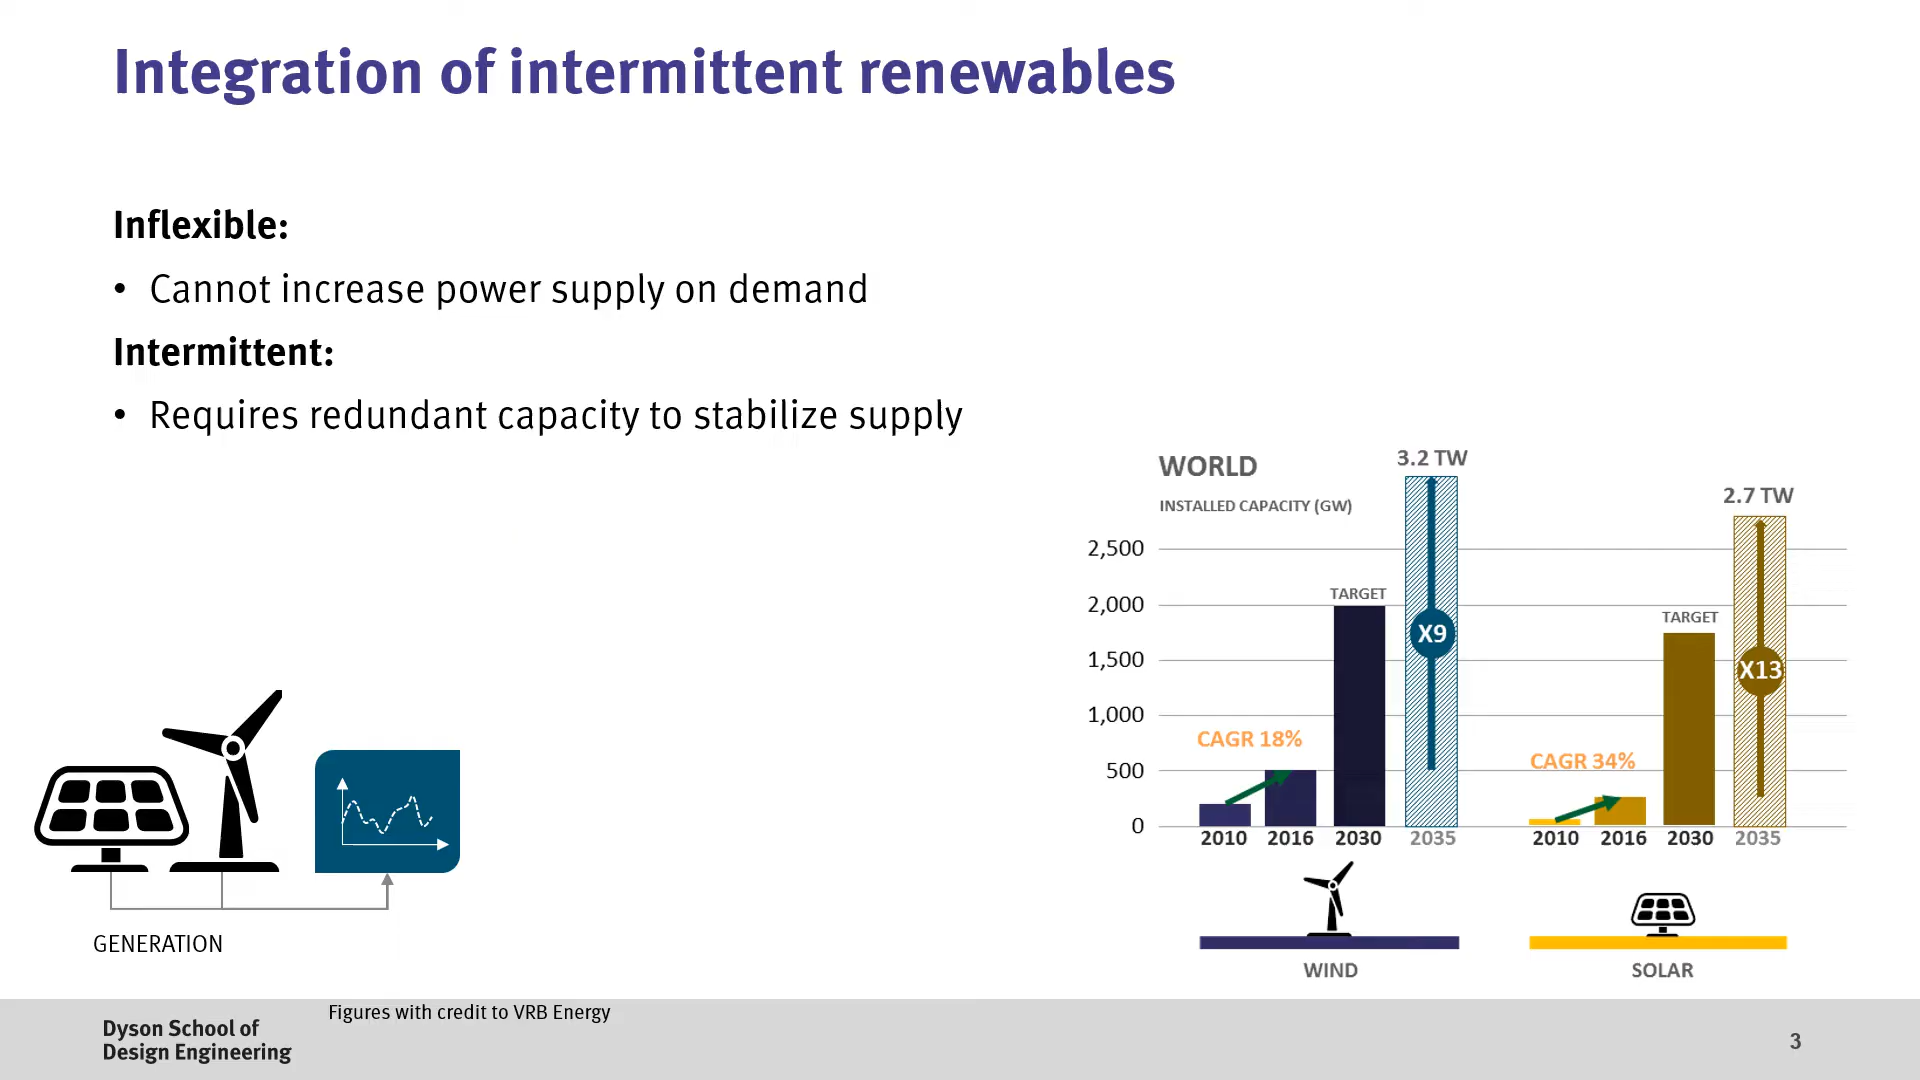 Integration of intermittent renewables
Inflexible:
• Cannot increase power supply on demand
Intermittent:
• Requires redundant capacity to stabilize supply
GENERATION
WORLD
INSTALLED CAPACITY (GW)
3.2 TW
2.7 TW
2,500
2,000
1,500
1,000
500
0
TARGET
TARGET
X9
X13
CAGR 18%
CAGR 34%
2010 2016 2030 2035
2010 2016 2030 2035
WIND
SOLAR
Figures with credit to VRB Energy
Dyson School of
Design Engineering
3